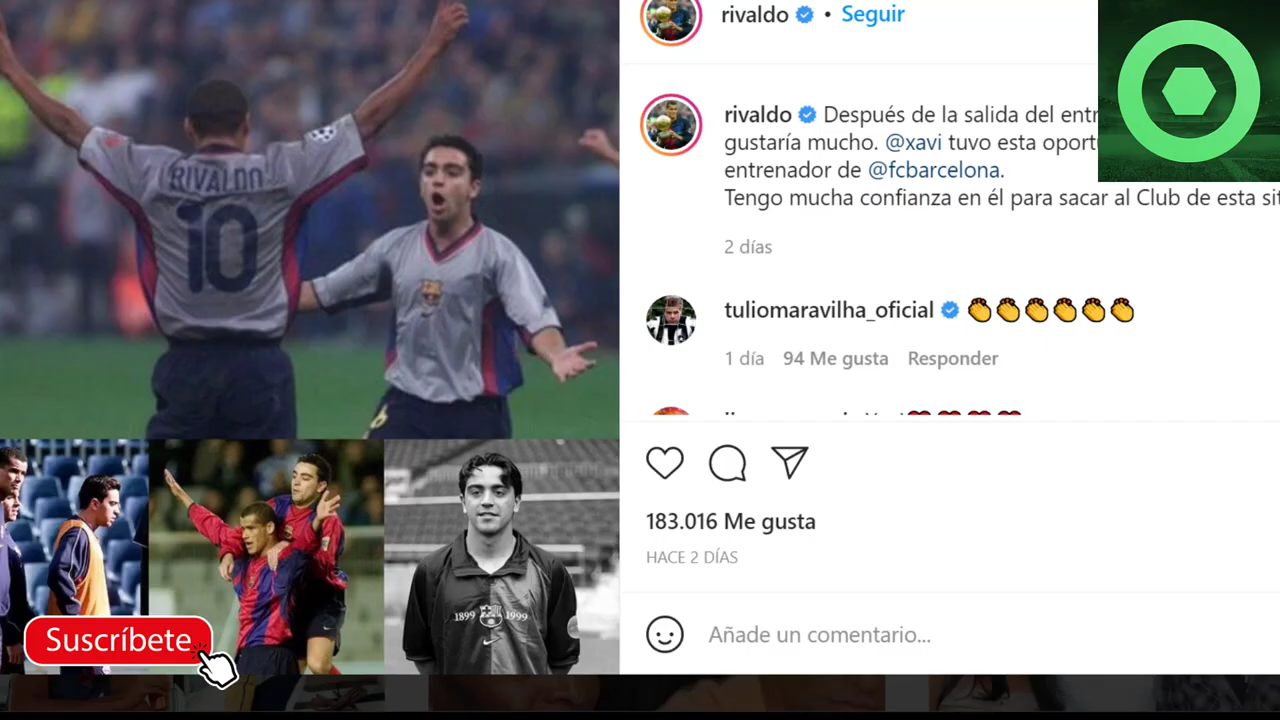 rivaldo • Seguir
rivaldo Después de la salida del entr
gustaría mucho. @xavi tuvo esta oport
entrenador de @fcbarcelona.
Tengo mucha confianza en él para sacar al Club de esta sit
2 días
tuliomaravilha_oficial 👏👏👏👏👏👏
1 día 94 Me gusta Responder
183.016 Me gusta
HACE 2 DÍAS
Añade un comentario...
RIVALDO
10
1899 1999
Suscríbete